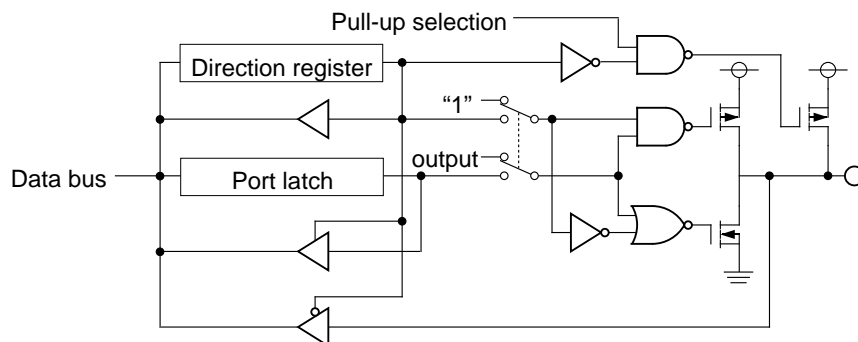 Pull-up selection
Direction register
“1”
output
Data bus
Port latch